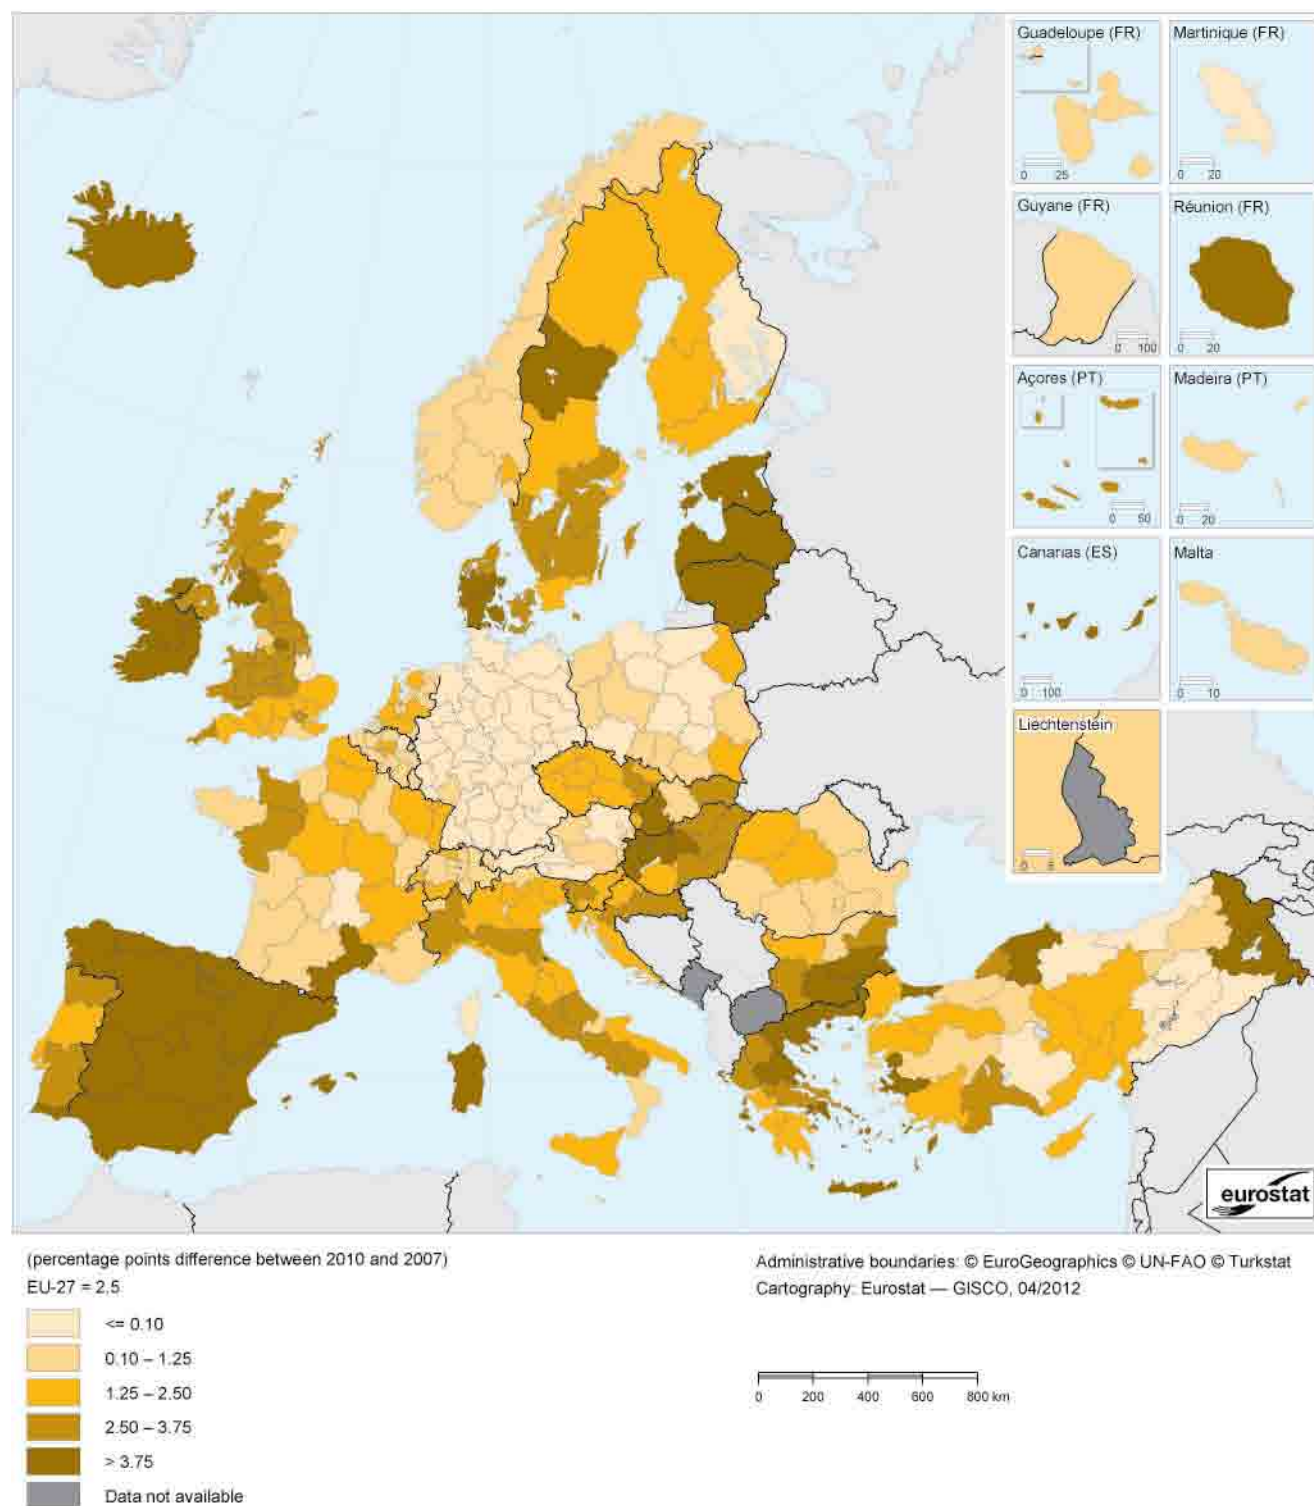 Guadeloupe (FR)
0 25
Martinique (FR)
0 20
Guyane (FR)
0 100
Réunion (FR)
0 20
Açores (PT)
0 50
Madeira (PT)
0 20
Canarias (ES)
0 100
Malta
0 10
Liechtenstein
0
eurostat
(percentage points difference between 2010 and 2007)
EU-27 = 2.5
<= 0.10
0.10 – 1.25
1.25 – 2.50
2.50 – 3.75
> 3.75
Data not available
Administrative boundaries: © EuroGeographics © UN-FAO © Turkstat
Cartography: Eurostat — GISCO, 04/2012
0 200 400 600 800 km